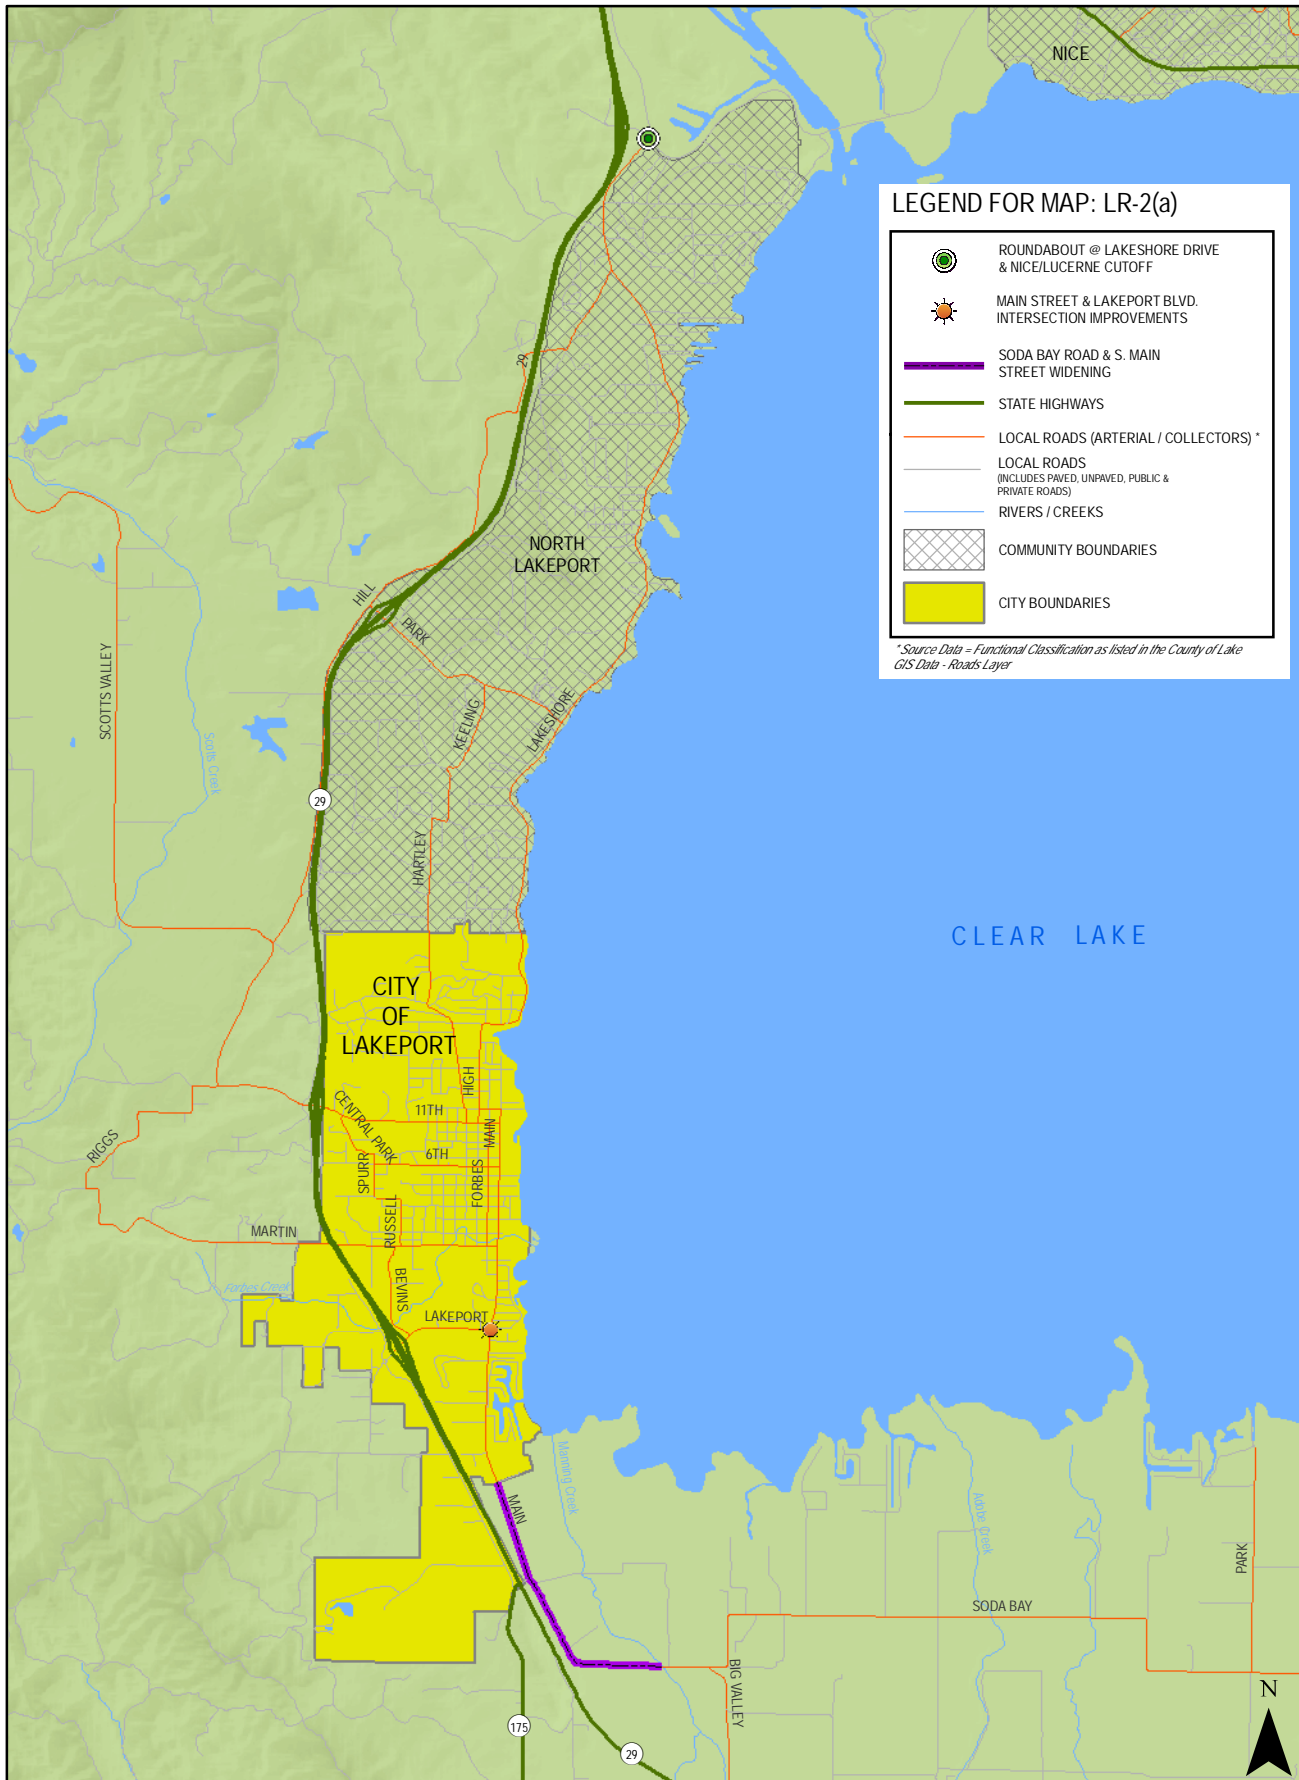 NICE
LEGEND FOR MAP: LR-2(a)
ROUNDABOUT @ LAKESHORE DRIVE
& NICE/LUCERNE CUTOFF
MAIN STREET & LAKEPORT BLVD.
INTERSECTION IMPROVEMENTS
SODA BAY ROAD & S. MAIN
STREET WIDENING
STATE HIGHWAYS
LOCAL ROADS (ARTERIAL / COLLECTORS) *
LOCAL ROADS
(INCLUDES PAVED, UNPAVED, PUBLIC &
PRIVATE ROADS)
RIVERS / CREEKS
COMMUNITY BOUNDARIES
CITY BOUNDARIES
* Source Data = Functional Classification as listed in the County of Lake
GIS Data - Roads Layer
29
NORTH
LAKEPORT
HILL
PARK
SCOTTS VALLEY
KEELING
LAKESHORE
Scotts Creek
29
HARTLEY
CLEAR LAKE
CITY
OF
LAKEPORT
HIGH
CENTRAL PARK
11TH
MAIN
RIGGS
6TH
SPURR
FORBES
RUSSELL
MARTIN
BEVINS
Forbes Creek
LAKEPORT
Manning Creek
MAIN
Adobe Creek
PARK
SODA BAY
BIG VALLEY
N
175
29